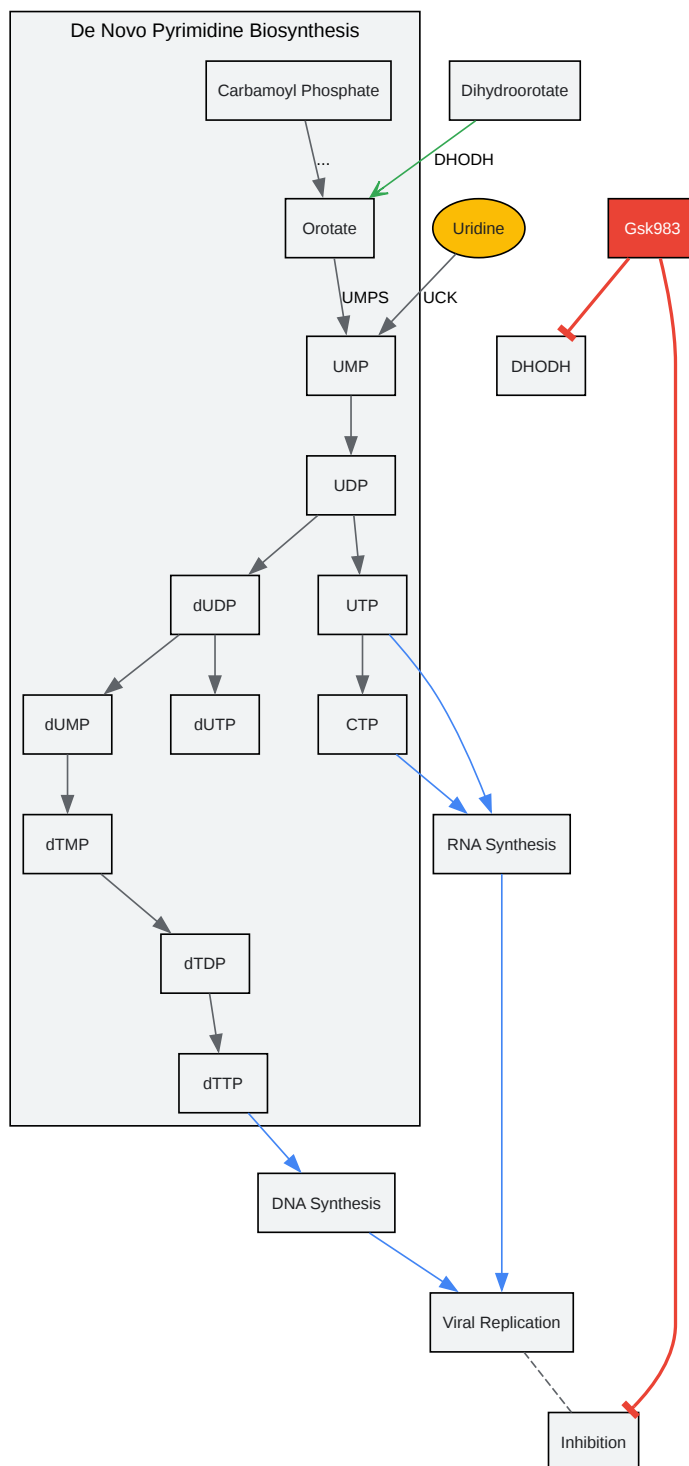 De Novo Pyrimidine Biosynthesis
Carbamoyl Phosphate
Dihydroorotate
...
DHODH
Orotate
Uridine
Gsk983
UMPS
UCK
UMP
DHODH
UDP
dUDP
UTP
dUMP
dUTP
CTP
dTMP
RNA Synthesis
dTDP
dTTP
DNA Synthesis
Viral Replication
Inhibition